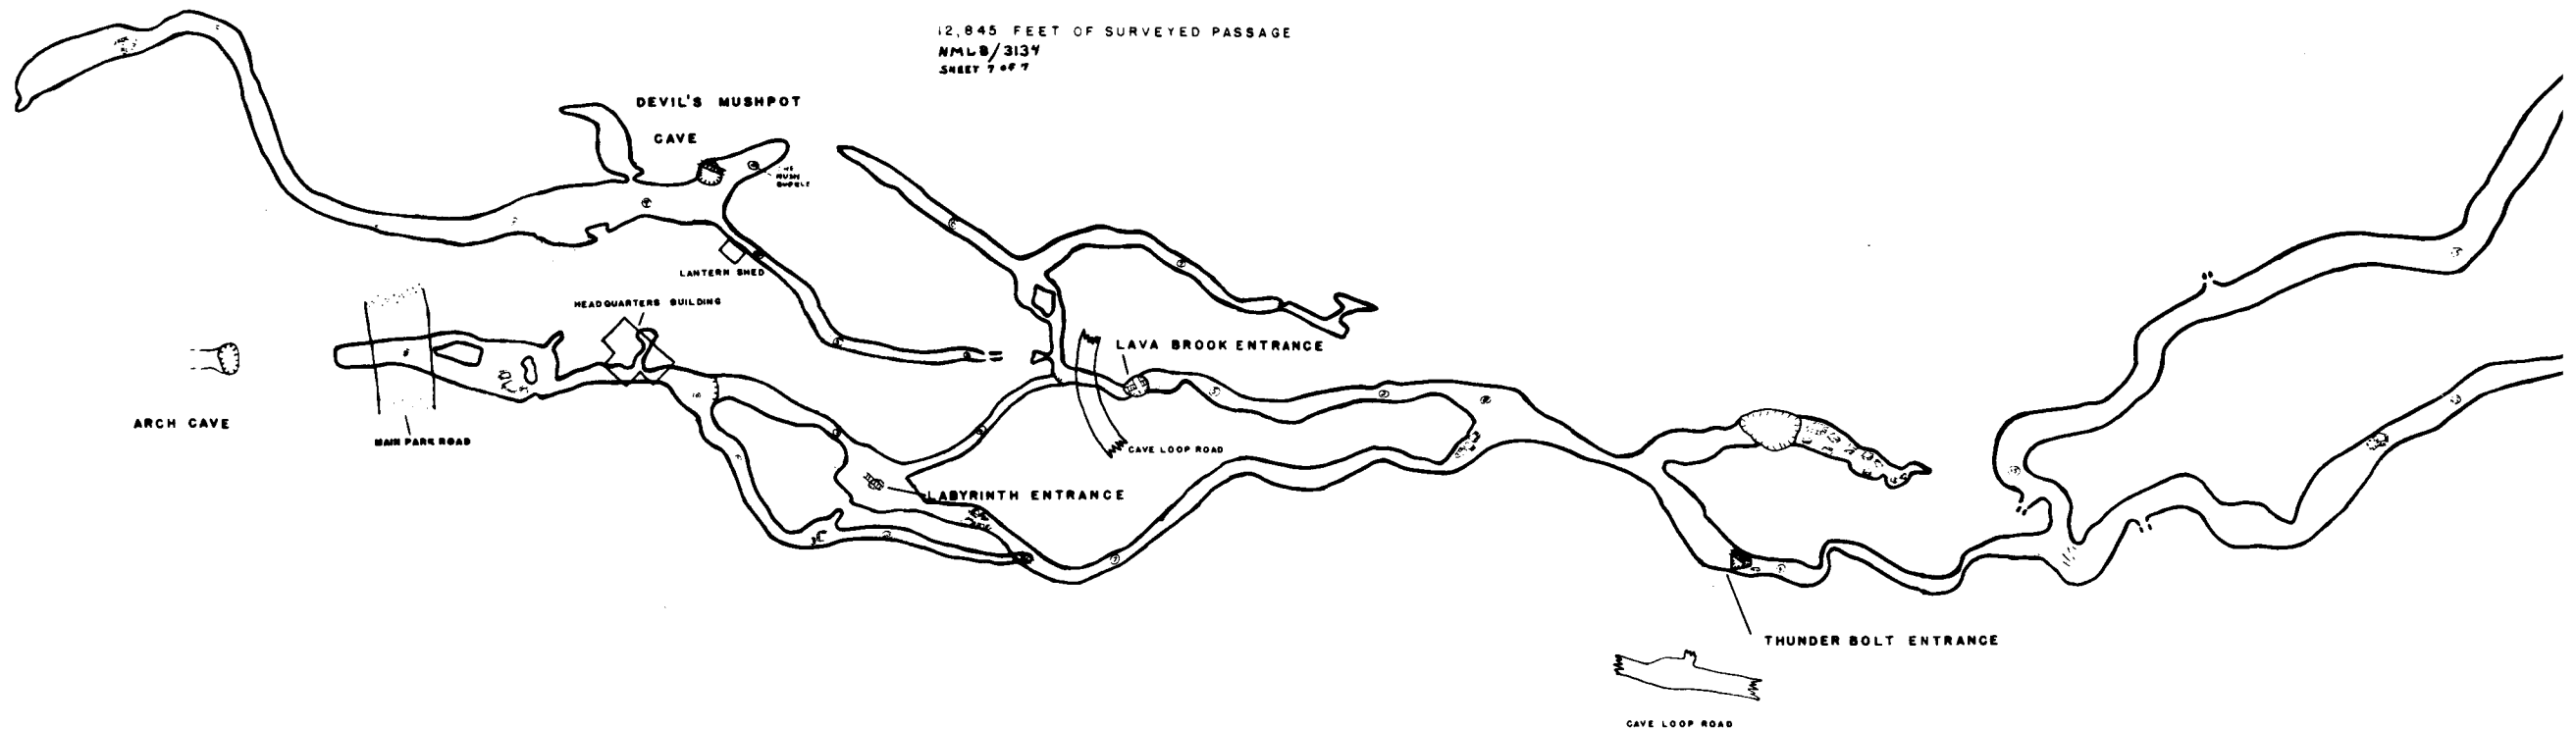 12,845 FEET OF SURVEYED PASSAGE
NMLB/3134
SHEET 7 OF 7
DEVIL'S MUSHPOT
CAVE
LANTERN SHED
HEADQUARTERS BUILDING
LAVA BROOK ENTRANCE
ARCH CAVE
MAIN PARK ROAD
CAVE LOOP ROAD
LABYRINTH ENTRANCE
THUNDER BOLT ENTRANCE
CAVE LOOP ROAD